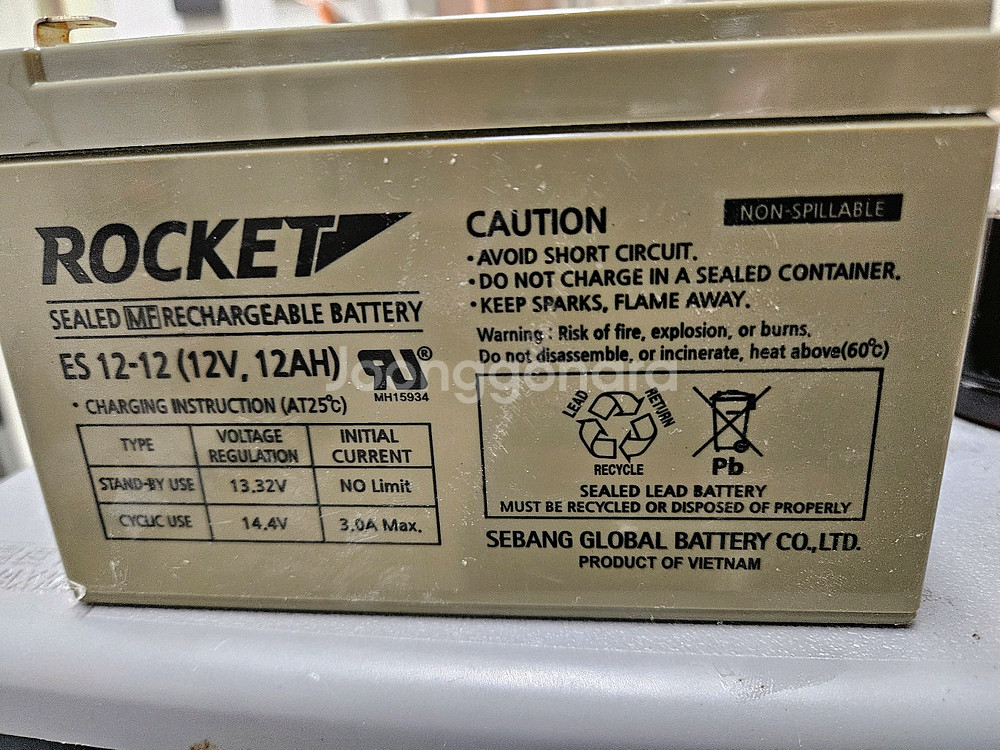 ROCKET
SEALED MF RECHARGEABLE BATTERY
ES 12-12 (12V, 12AH)
®
MH15934
• CHARGING INSTRUCTION (AT25℃)
TYPE VOLTAGE REGULATION INITIAL CURRENT
STAND-BY USE 13.32V NO Limit
CYCLIC USE 14.4V 3.0A Max.
NON-SPILLABLE
CAUTION
• AVOID SHORT CIRCUIT.
• DO NOT CHARGE IN A SEALED CONTAINER.
• KEEP SPARKS, FLAME AWAY.
Warning : Risk of fire, explosion, or burns.
Do not disassemble, or incinerate, heat above(60℃)
LEAD RETURN
RECYCLE
Pb
SEALED LEAD BATTERY
MUST BE RECYCLED OR DISPOSED OF PROPERLY
SEBANG GLOBAL BATTERY CO.,LTD.
PRODUCT OF VIETNAM
Joonggonara